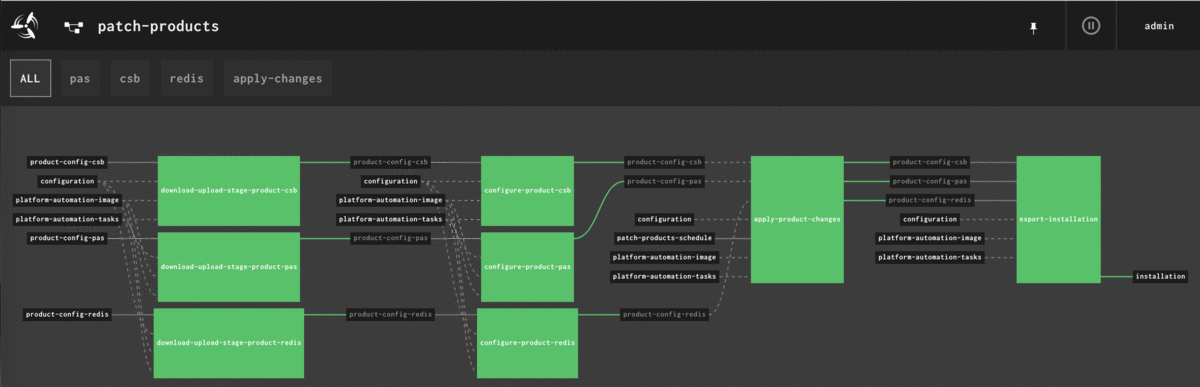 patch-products
admin
ALL
pas
csb
redis
apply-changes
product-config-csb
configuration
platform-automation-image
platform-automation-tasks
product-config-pas
product-config-redis
download-upload-stage-product-csb
download-upload-stage-product-pas
download-upload-stage-product-redis
product-config-csb
configuration
platform-automation-image
platform-automation-tasks
product-config-pas
product-config-redis
configure-product-csb
configure-product-pas
configure-product-redis
product-config-csb
product-config-pas
configuration
patch-products-schedule
platform-automation-image
platform-automation-tasks
product-config-redis
apply-product-changes
product-config-csb
product-config-pas
product-config-redis
configuration
platform-automation-image
platform-automation-tasks
export-installation
installation